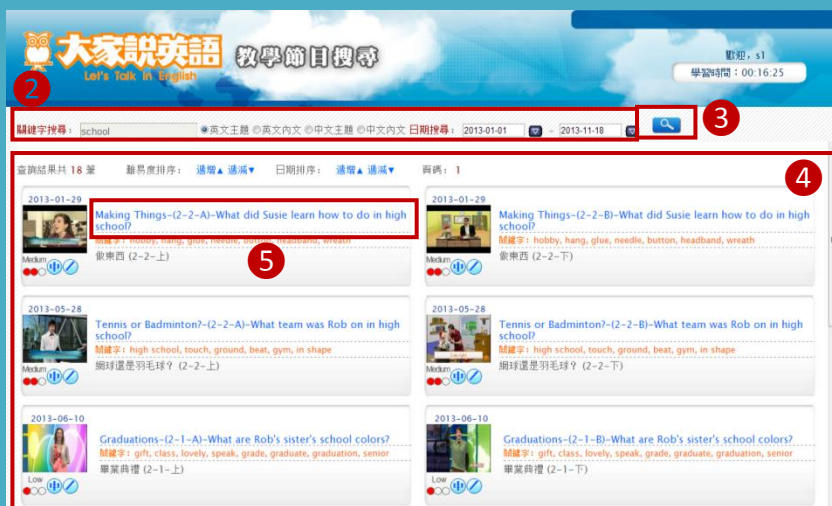 大家說英語 教學節目搜尋
Let's Talk in English
歡迎，s1
學習時間：00:16:25
2
關鍵字搜尋： school 英文主題 英文內文 中文主題 中文內文 日期搜尋： 2013-01-01 - 2013-11-18
3
4
查詢結果共 18 筆 難易度排序： 遞增▲ 遞減▼ 日期排序： 遞增▲ 遞減▼ 頁碼： 1
2013-01-29
Making Things-(2-2-A)-What did Susie learn how to do in high
school?
關鍵字：hobby, hang, glue, needle, button, headband, wreath
做東西 (2-2-上)
Medium
中
5
2013-01-29
Making Things-(2-2-B)-What did Susie learn how to do in high
school?
關鍵字：hobby, hang, glue, needle, button, headband, wreath
做東西 (2-2-下)
Medium
中
2013-05-28
Tennis or Badminton?-(2-2-A)-What team was Rob on in high
school?
關鍵字：high school, touch, ground, beat, gym, in shape
網球還是羽毛球？ (2-2-上)
Medium
中
2013-05-28
Tennis or Badminton?-(2-2-B)-What team was Rob on in high
school?
關鍵字：high school, touch, ground, beat, gym, in shape
網球還是羽毛球？ (2-2-下)
Medium
中
2013-06-10
Graduations-(2-1-A)-What are Rob's sister's school colors?
關鍵字：gift, class, lovely, speak, grade, graduate, graduation, senior
畢業典禮 (2-1-上)
Low
中
2013-06-10
Graduations-(2-1-B)-What are Rob's sister's school colors?
關鍵字：gift, class, lovely, speak, grade, graduate, graduation, senior
畢業典禮 (2-1-下)
Low
中